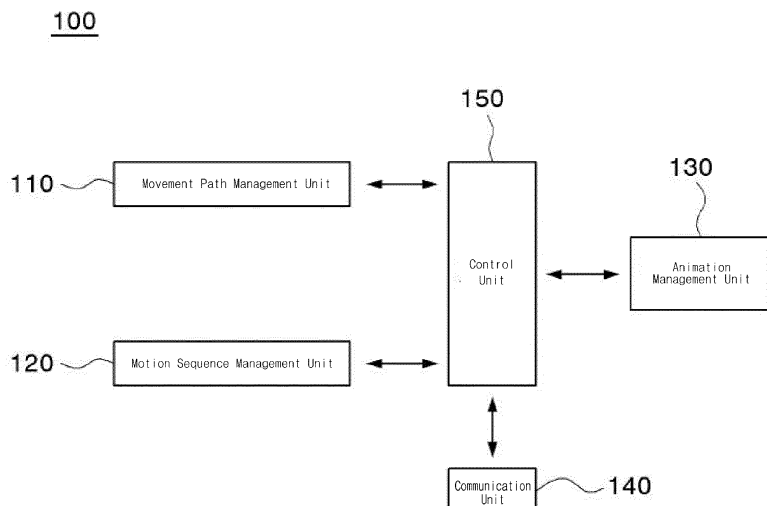 100
150
110
Movement Path Management Unit
130
Control
Unit
Animation
Management Unit
120
Motion Sequence Management Unit
Communication
Unit
140